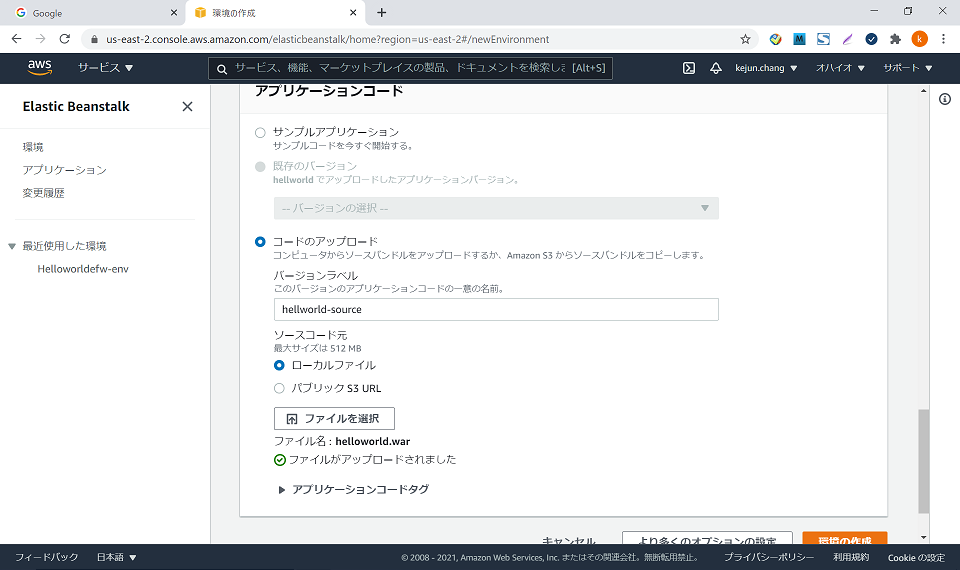 Google
環境の作成
us-east-2.console.aws.amazon.com/elasticbeanstalk/home?region=us-east-2#/newEnvironment
k
aws
サービス
サービス、機能、マーケットプレイスの製品、ドキュメントを検索し [Alt+S]
kejun.chang
オハイオ
サポート
Elastic Beanstalk
環境
アプリケーション
変更履歴
最近使用した環境
Helloworldefw-env
アプリケーションコード
サンプルアプリケーション
サンプルコードを今すぐ開始する。
既存のバージョン
hellworld でアップロードしたアプリケーションバージョン。
-- バージョンの選択 --
コードのアップロード
コンピュータからソースバンドルをアップロードするか、Amazon S3 からソースバンドルをコピーします。
バージョンラベル
このバージョンのアプリケーションコードの一意の名前。
hellworld-source
ソースコード元
最大サイズは 512 MB
ローカルファイル
パブリック S3 URL
ファイルを選択
ファイル名 : helloworld.war
ファイルがアップロードされました
アプリケーションコードタグ
キャンセル
より多くのオプションの設定
環境の作成
フィードバック
日本語
© 2008 - 2021, Amazon Web Services, Inc. またはその関連会社。無断転用禁止。
プライバシーポリシー
利用規約
Cookie の設定